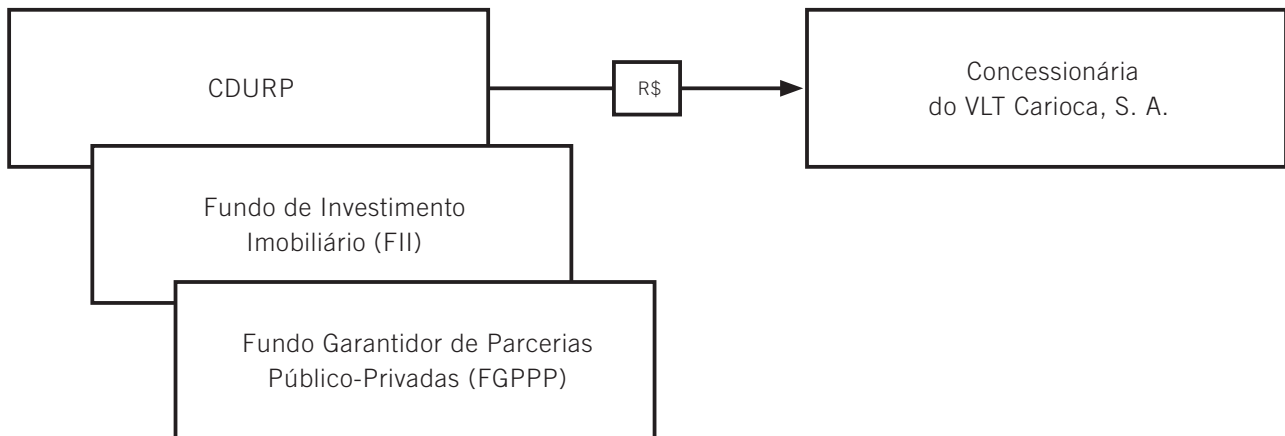 CDURP
R$
Concessionária
do VLT Carioca, S. A.
Fundo de Investimento
Imobiliário (FII)
Fundo Garantidor de Parcerias
Público-Privadas (FGPPP)